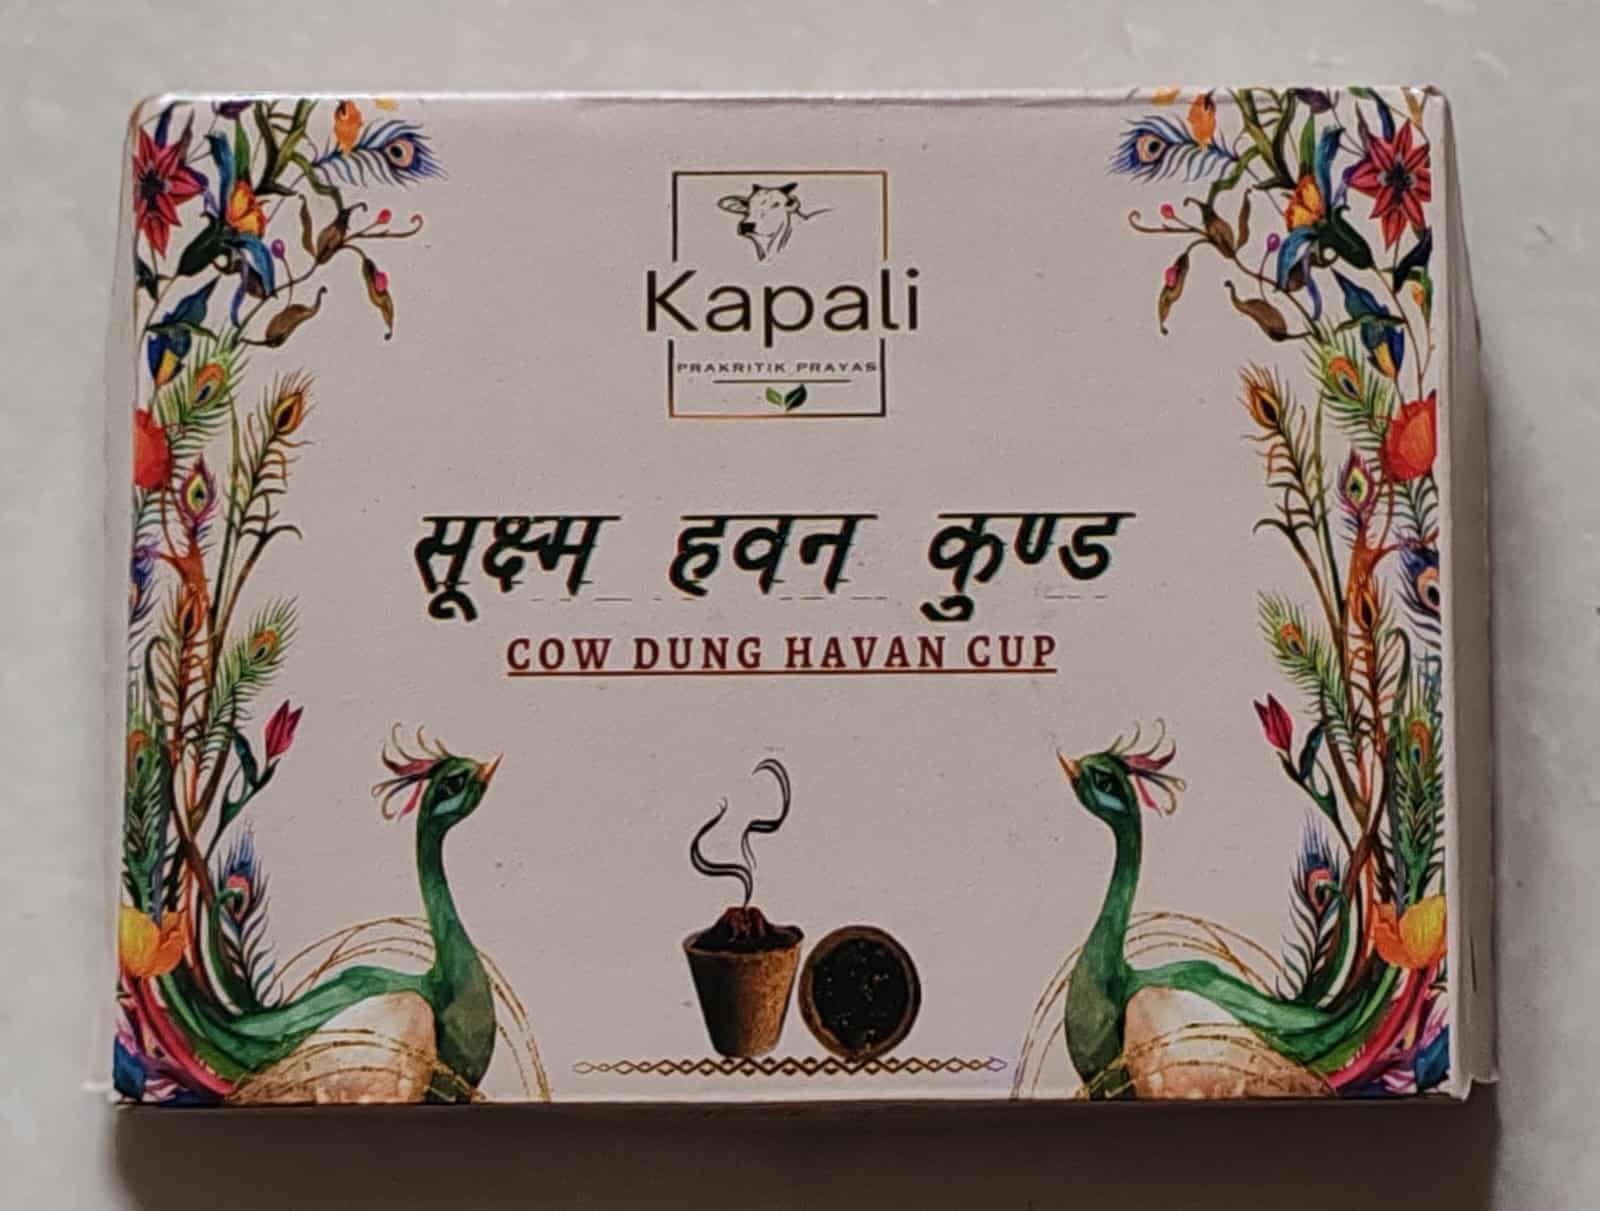 Kapali
PRAKRITIK PRAYAS
सूक्ष्म हवन कुण्ड
COW DUNG HAVAN CUP